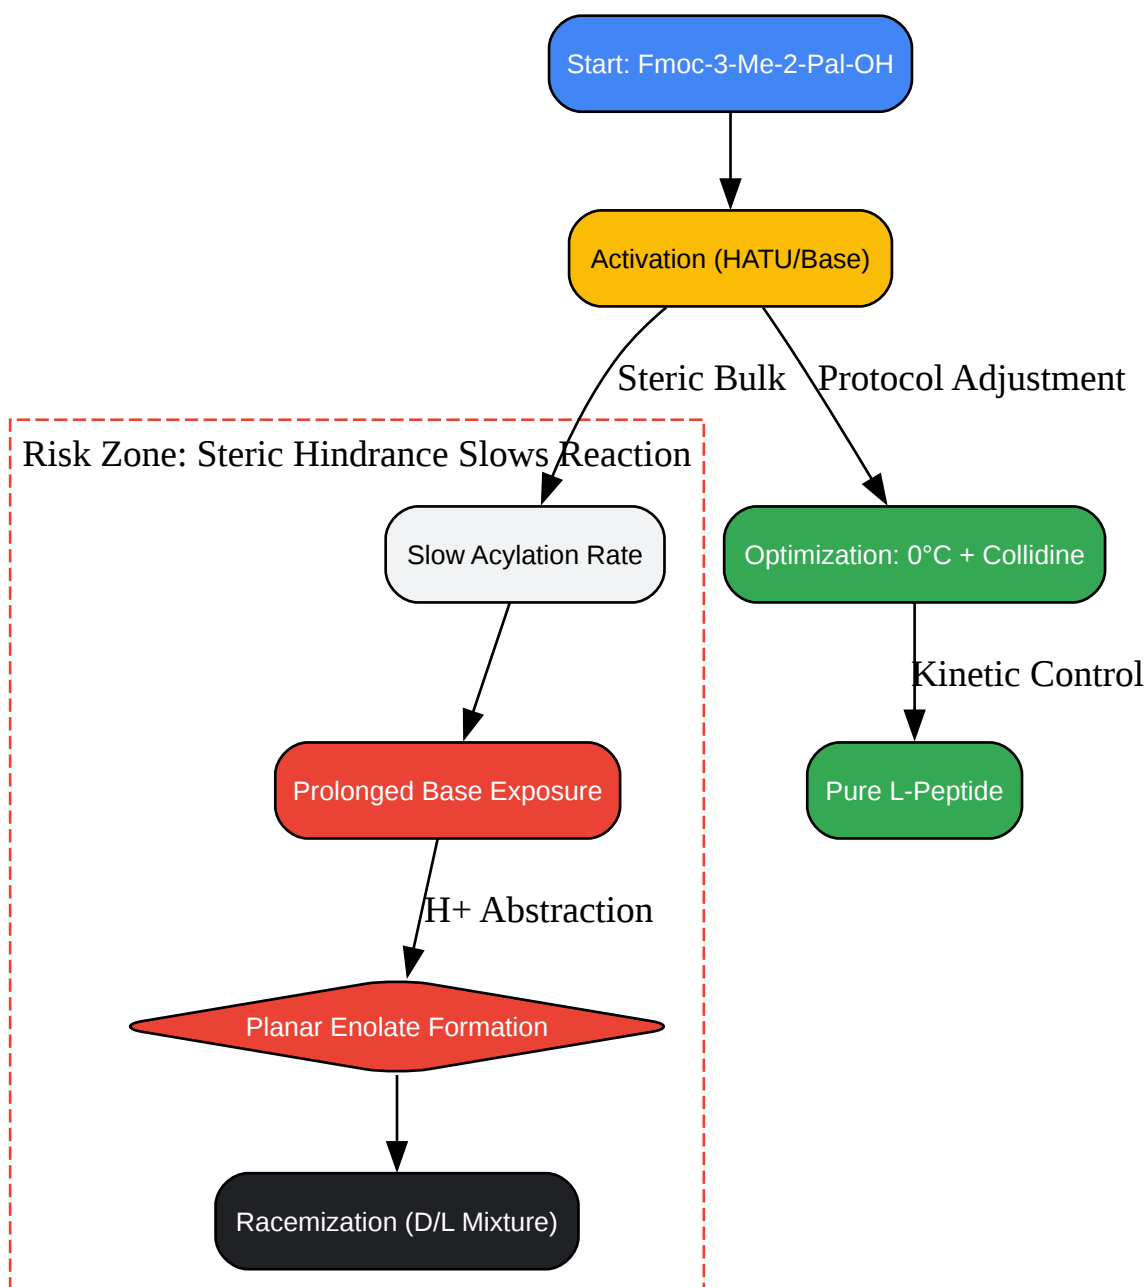 Start: Fmoc-3-Me-2-Pal-OH
Activation (HATU/Base)
Steric Bulk
Protocol Adjustment
Risk Zone: Steric Hindrance Slows Reaction
Slow Acylation Rate
Optimization: 0°C + Collidine
Kinetic Control
Prolonged Base Exposure
Pure L-Peptide
H+ Abstraction
Planar Enolate Formation
Racemization (D/L Mixture)